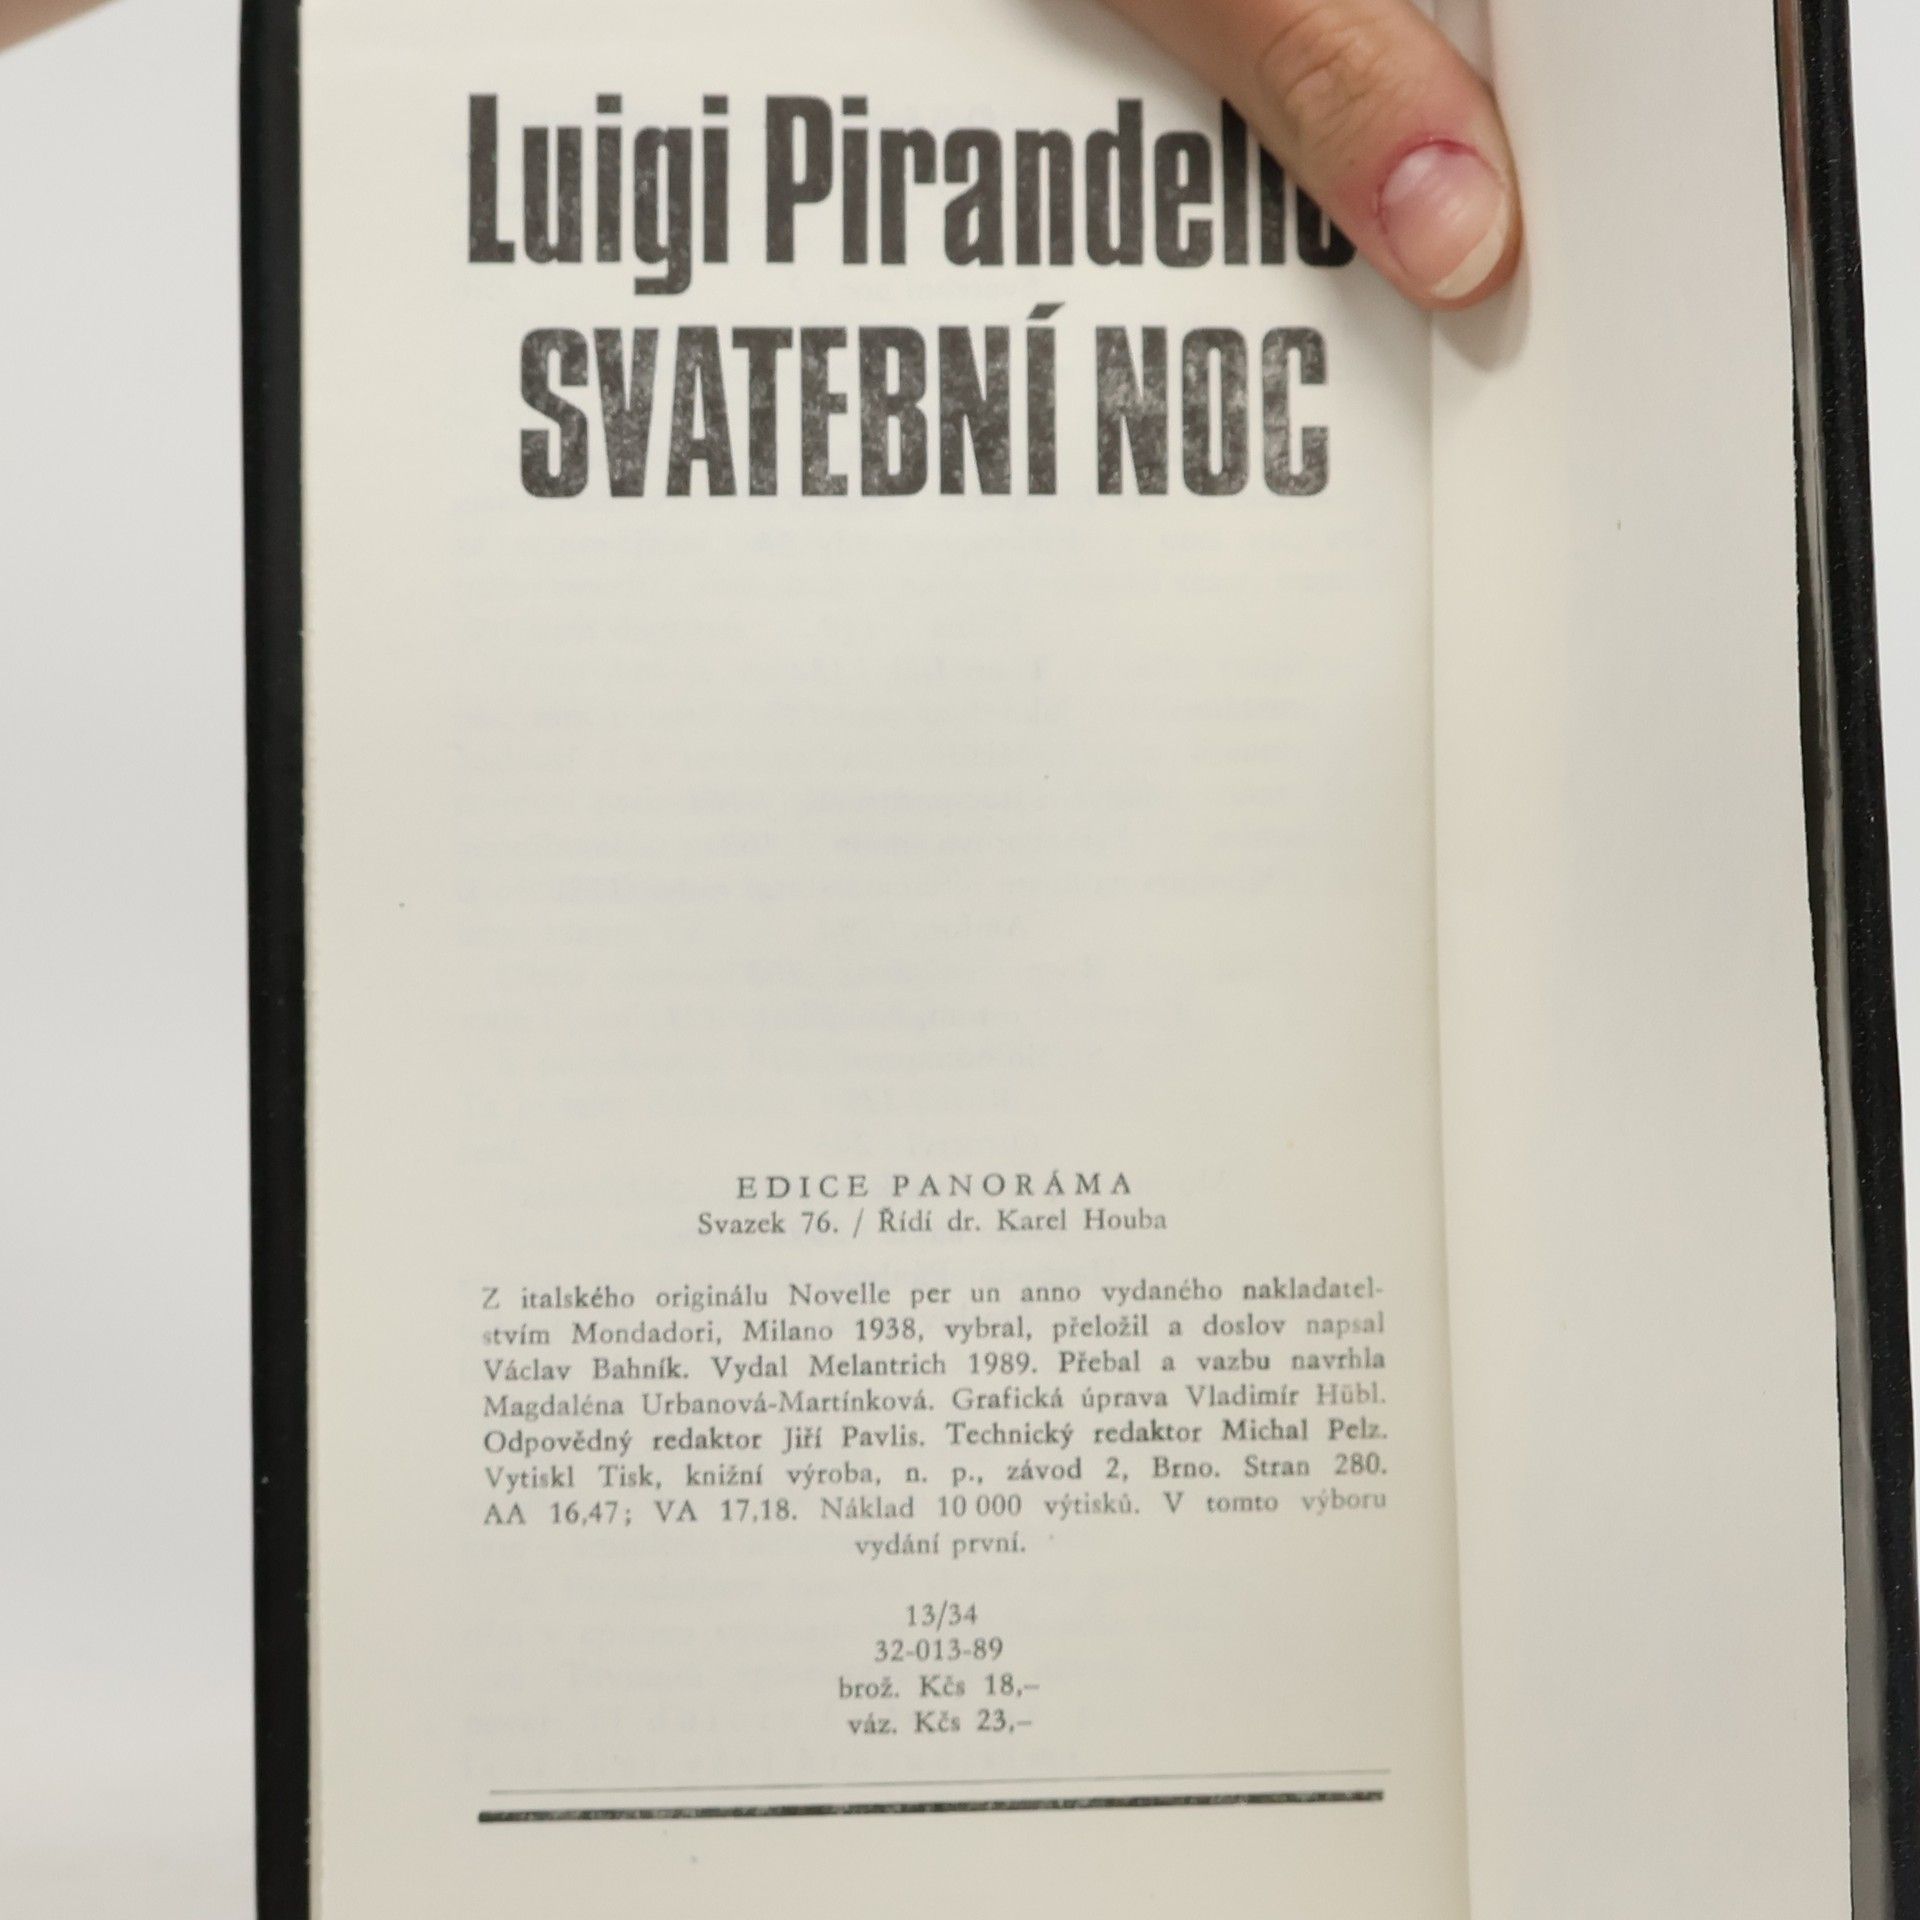 Luigi Pirandello
SVATEBNÍ NOC
EDICE PANORÁMA
Svazek 76. / Řídí dr. Karel Houba
Z italského originálu Novelle per un anno vydaného nakladatel-
stvím Mondadori, Milano 1938, vybral, přeložil a doslov napsal
Václav Bahník. Vydal Melantrich 1989. Přebal a vazbu navrhla
Magdaléna Urbanová-Martínková. Grafická úprava Vladimír Hübl.
Odpovědný redaktor Jiří Pavlis. Technický redaktor Michal Pelz.
Vytiskl Tisk, knižní výroba, n. p., závod 2, Brno. Stran 280.
AA 16,47; VA 17,18. Náklad 10 000 výtisků. V tomto výboru
vydání první.
13/34
32-013-89
brož. Kčs 18,–
váz. Kčs 23,–